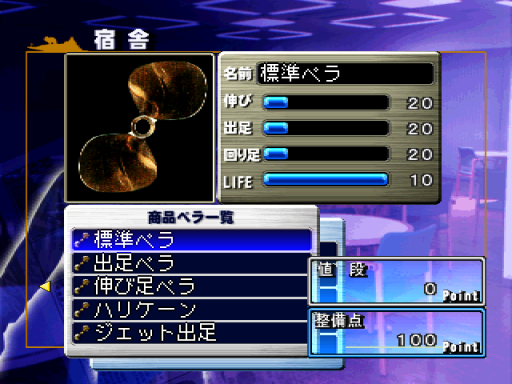 宿舎
名前 標準ペラ
伸び 20
出足 20
回り足 20
LIFE 10
商品ペラ一覧
標準ペラ
出足ペラ
伸び足ペラ
ハリケーン
ジェット出足
値段
0 Point
整備点
100 Point